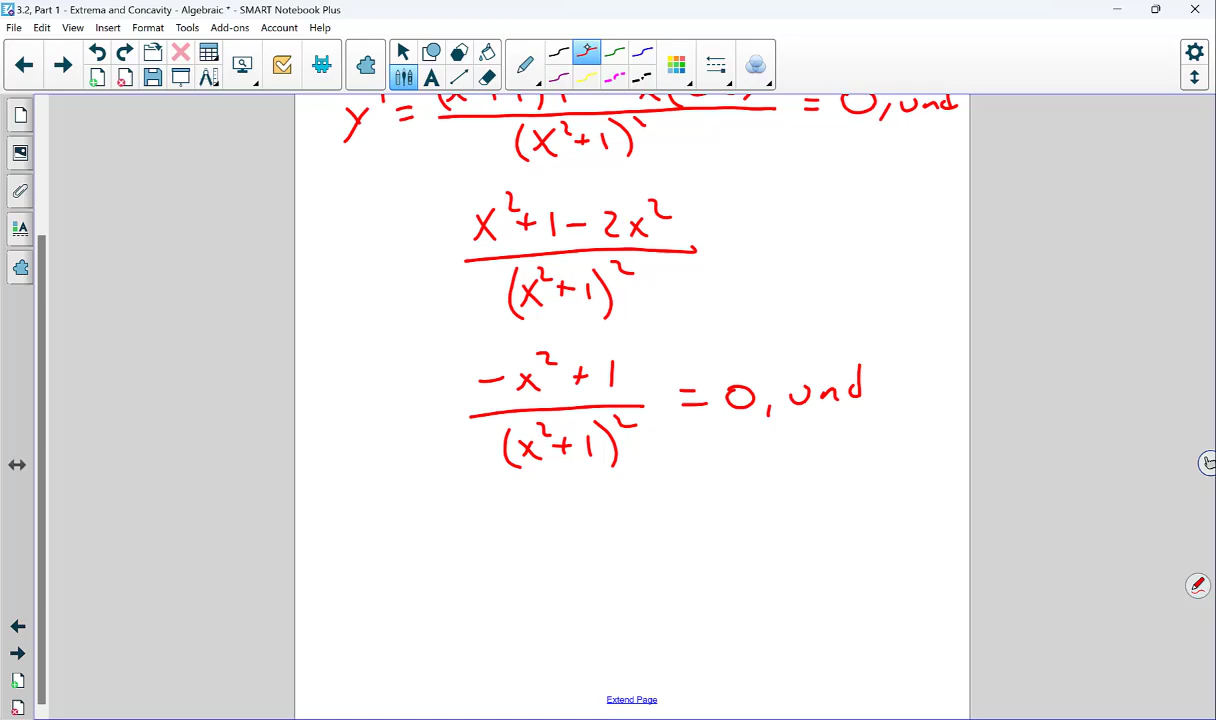 3.2, Part 1 - Extrema and Concavity - Algebraic * - SMART Notebook Plus
File Edit View Insert Format Tools Add-ons Account Help
y' = / (x²+1)² = 0, und
x²+1 - 2x²
(x²+1)²
-x² + 1
(x²+1)² = 0, und
Extend Page